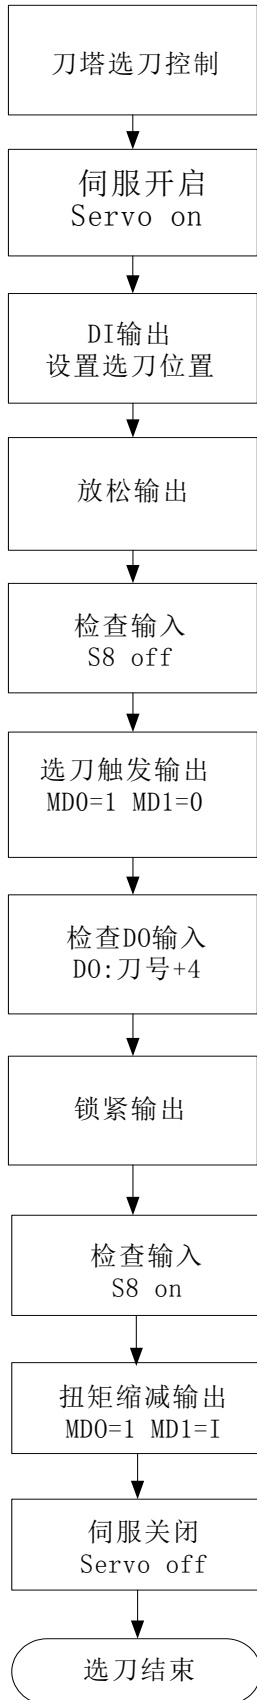 刀塔选刀控制
伺服开启
Servo on
DI输出
设置选刀位置
放松输出
检查输入
S8 off
选刀触发输出
MD0=1 MD1=0
检查DO输入
DO:刀号+4
锁紧输出
检查输入
S8 on
扭矩缩减输出
MD0=1 MD1=I
伺服关闭
Servo off
选刀结束